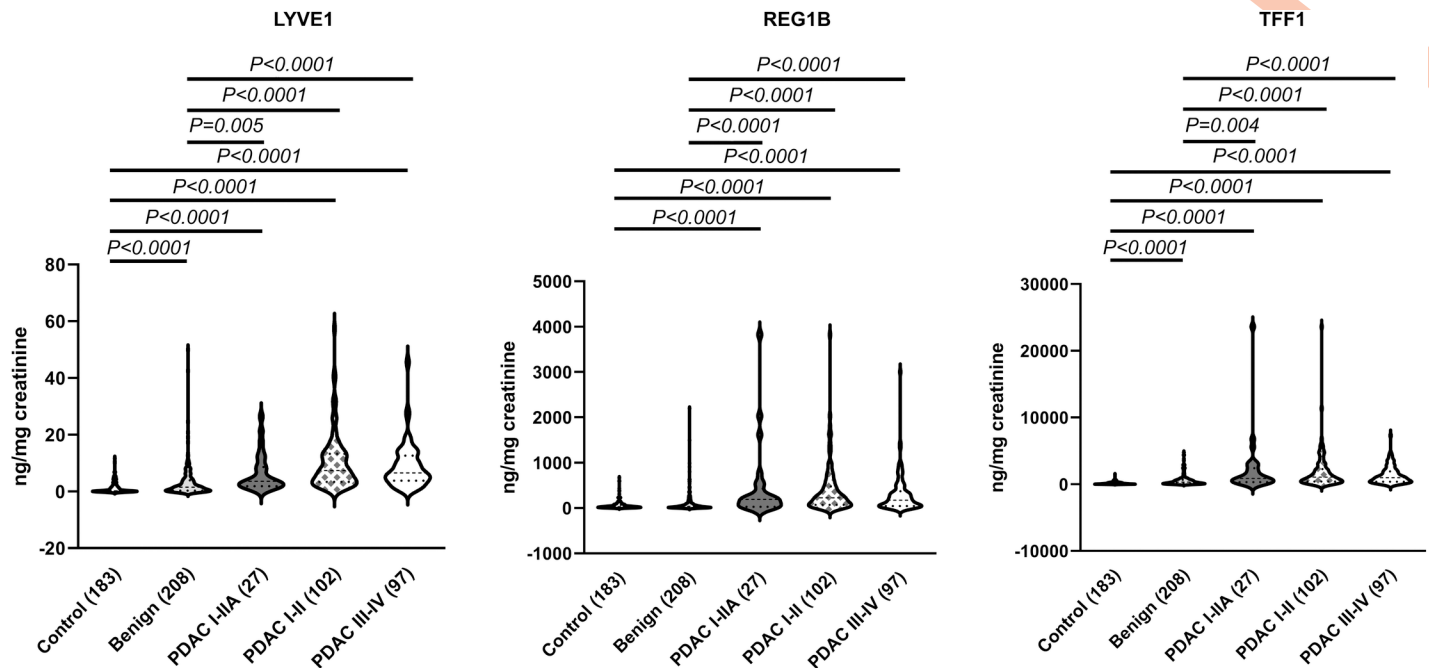 LYVE1
P<0.0001
P<0.0001
P=0.005
P<0.0001
P<0.0001
P<0.0001
P<0.0001
80
60
40
20
0
-20
ng/mg creatinine
Control (183)
Benign (208)
PDAC I-IIA (27)
PDAC I-II (102)
PDAC III-IV (97)
REG1B
P<0.0001
P<0.0001
P<0.0001
P<0.0001
P<0.0001
P<0.0001
5000
4000
3000
2000
1000
0
-1000
ng/mg creatinine
Control (183)
Benign (208)
PDAC I-IIA (27)
PDAC I-II (102)
PDAC III-IV (97)
TFF1
P<0.0001
P<0.0001
P=0.004
P<0.0001
P<0.0001
P<0.0001
P<0.0001
30000
20000
10000
0
-10000
ng/mg creatinine
Control (183)
Benign (208)
PDAC I-IIA (27)
PDAC I-II (102)
PDAC III-IV (97)